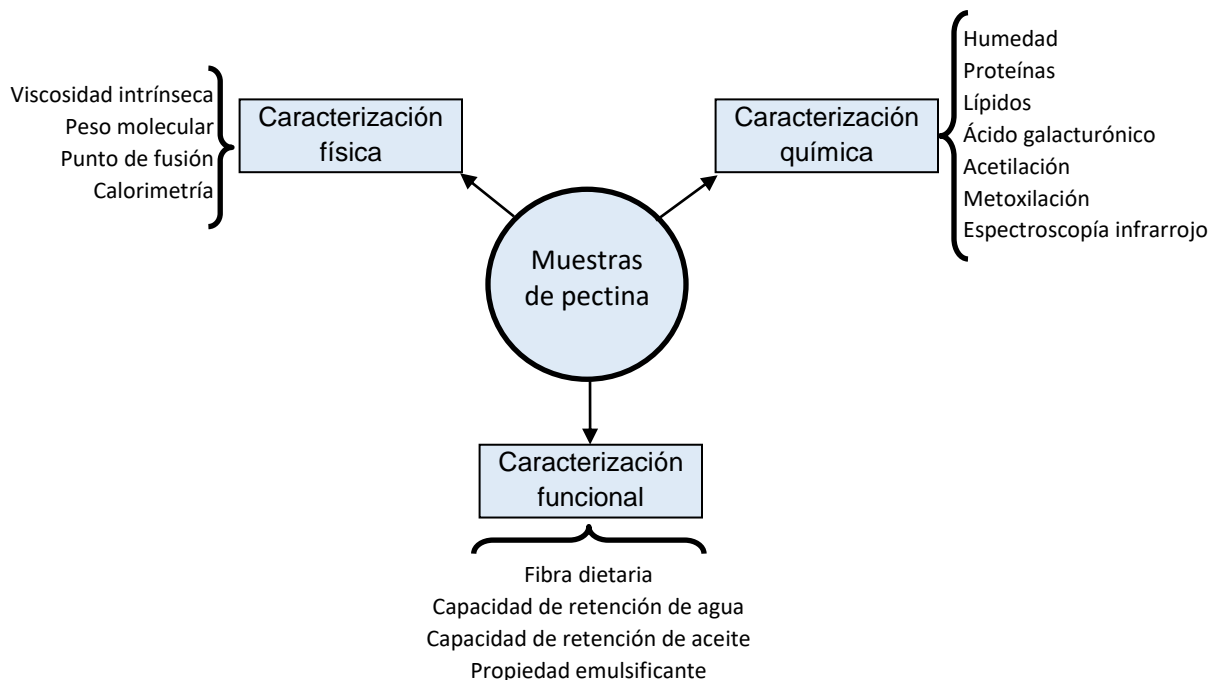 Viscosidad intrínseca
Peso molecular
Punto de fusión
Calorimetría
Caracterización
física
Caracterización
química
Humedad
Proteínas
Lípidos
Ácido galacturónico
Acetilación
Metoxilación
Espectroscopía infrarrojo
Muestras
de pectina
Caracterización
funcional
Fibra dietaria
Capacidad de retención de agua
Capacidad de retención de aceite
Propiedad emulsificante